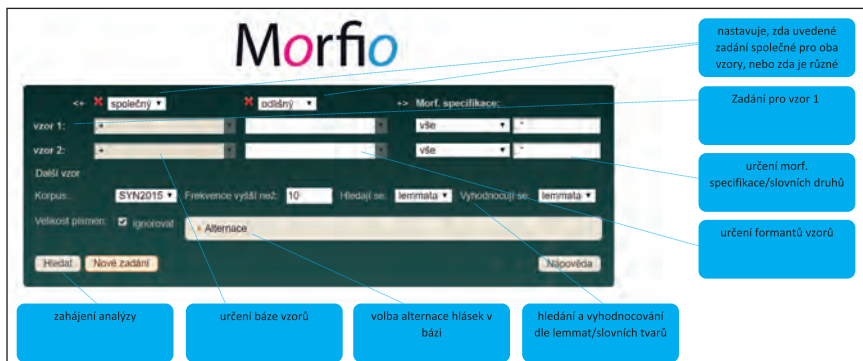 Morfio
nastavuje, zda uvedené
zadání společné pro oba
vzory, nebo zda je různé
<+ ✖ společný ▾ ✖ odlišný ▾ +> Morf. specifikace:
Zadání pro vzor 1
vzor 1: + vše ▾ .*
vzor 2: + vše ▾ .*
Další vzor
určení morf.
specifikace/slovních druhů
Korpus: SYN2015 ▾ Frekvence vyšší než: 10 Hledají se: lemmata ▾ Vyhodnocují se: lemmata ▾
Velikost písmen: ☑ ignorovat
Alternace
určení formantů vzorů
Hledat Nové zadání Nápověda
zahájení analýzy
určení báze vzorů
volba alternace hlásek v
bázi
hledání a vyhodnocování
dle lemmat/slovních tvarů